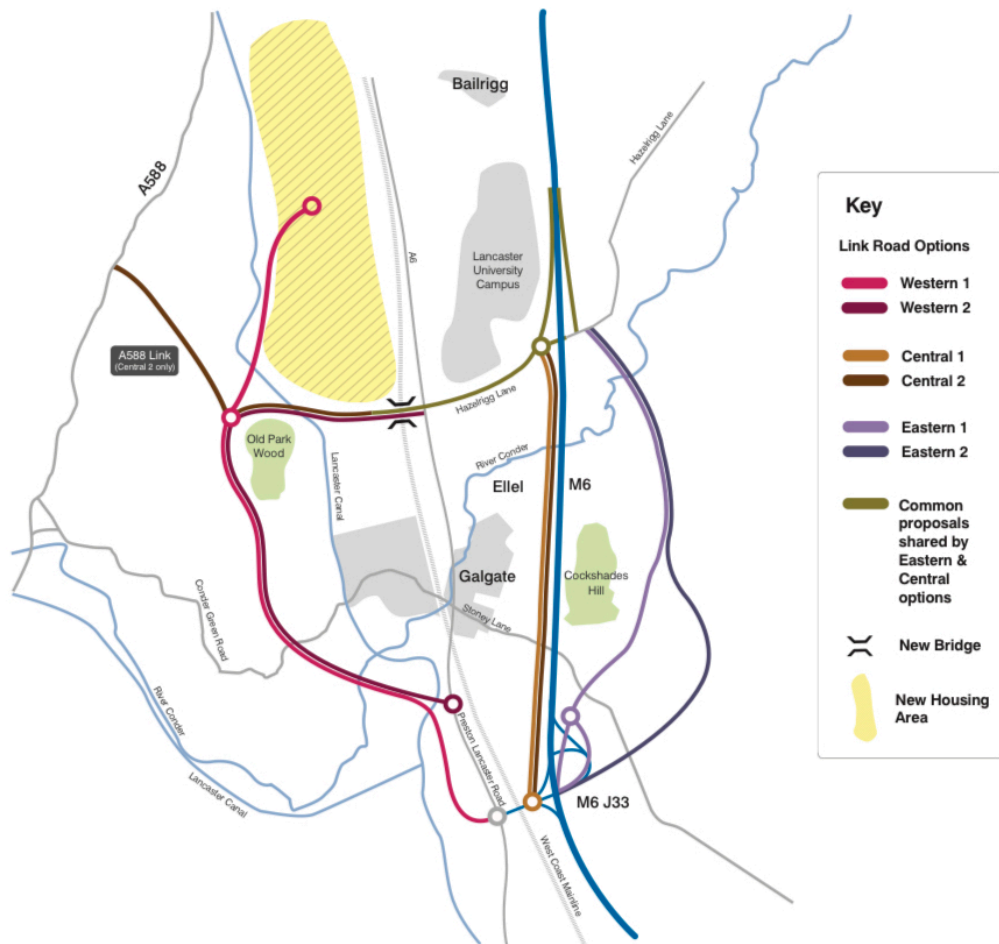 Bailrigg
Hazelrigg Lane
A588
A6
Lancaster
University
Campus
A588 Link
(Central 2 only)
Hazelrigg Lane
Old Park
Wood
Lancaster Canal
River Conder
Ellel
M6
Galgate
Cockshades
Hill
Stoney Lane
Conder Green Road
River Conder
Lancaster Canal
Preston Lancaster Road
M6 J33
West Coast Mainline
Key
Link Road Options
Western 1
Western 2
Central 1
Central 2
Eastern 1
Eastern 2
Common
proposals
shared by
Eastern &
Central
options
New Bridge
New Housing
Area